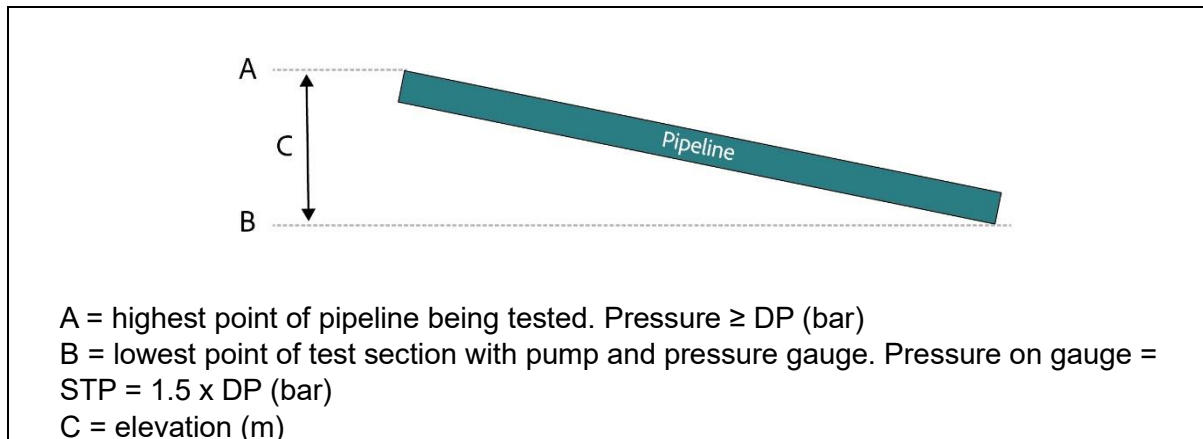 A
Pipeline
C
B
A = highest point of pipeline being tested. Pressure ≥ DP (bar)
B = lowest point of test section with pump and pressure gauge. Pressure on gauge =
STP = 1.5 x DP (bar)
C = elevation (m)